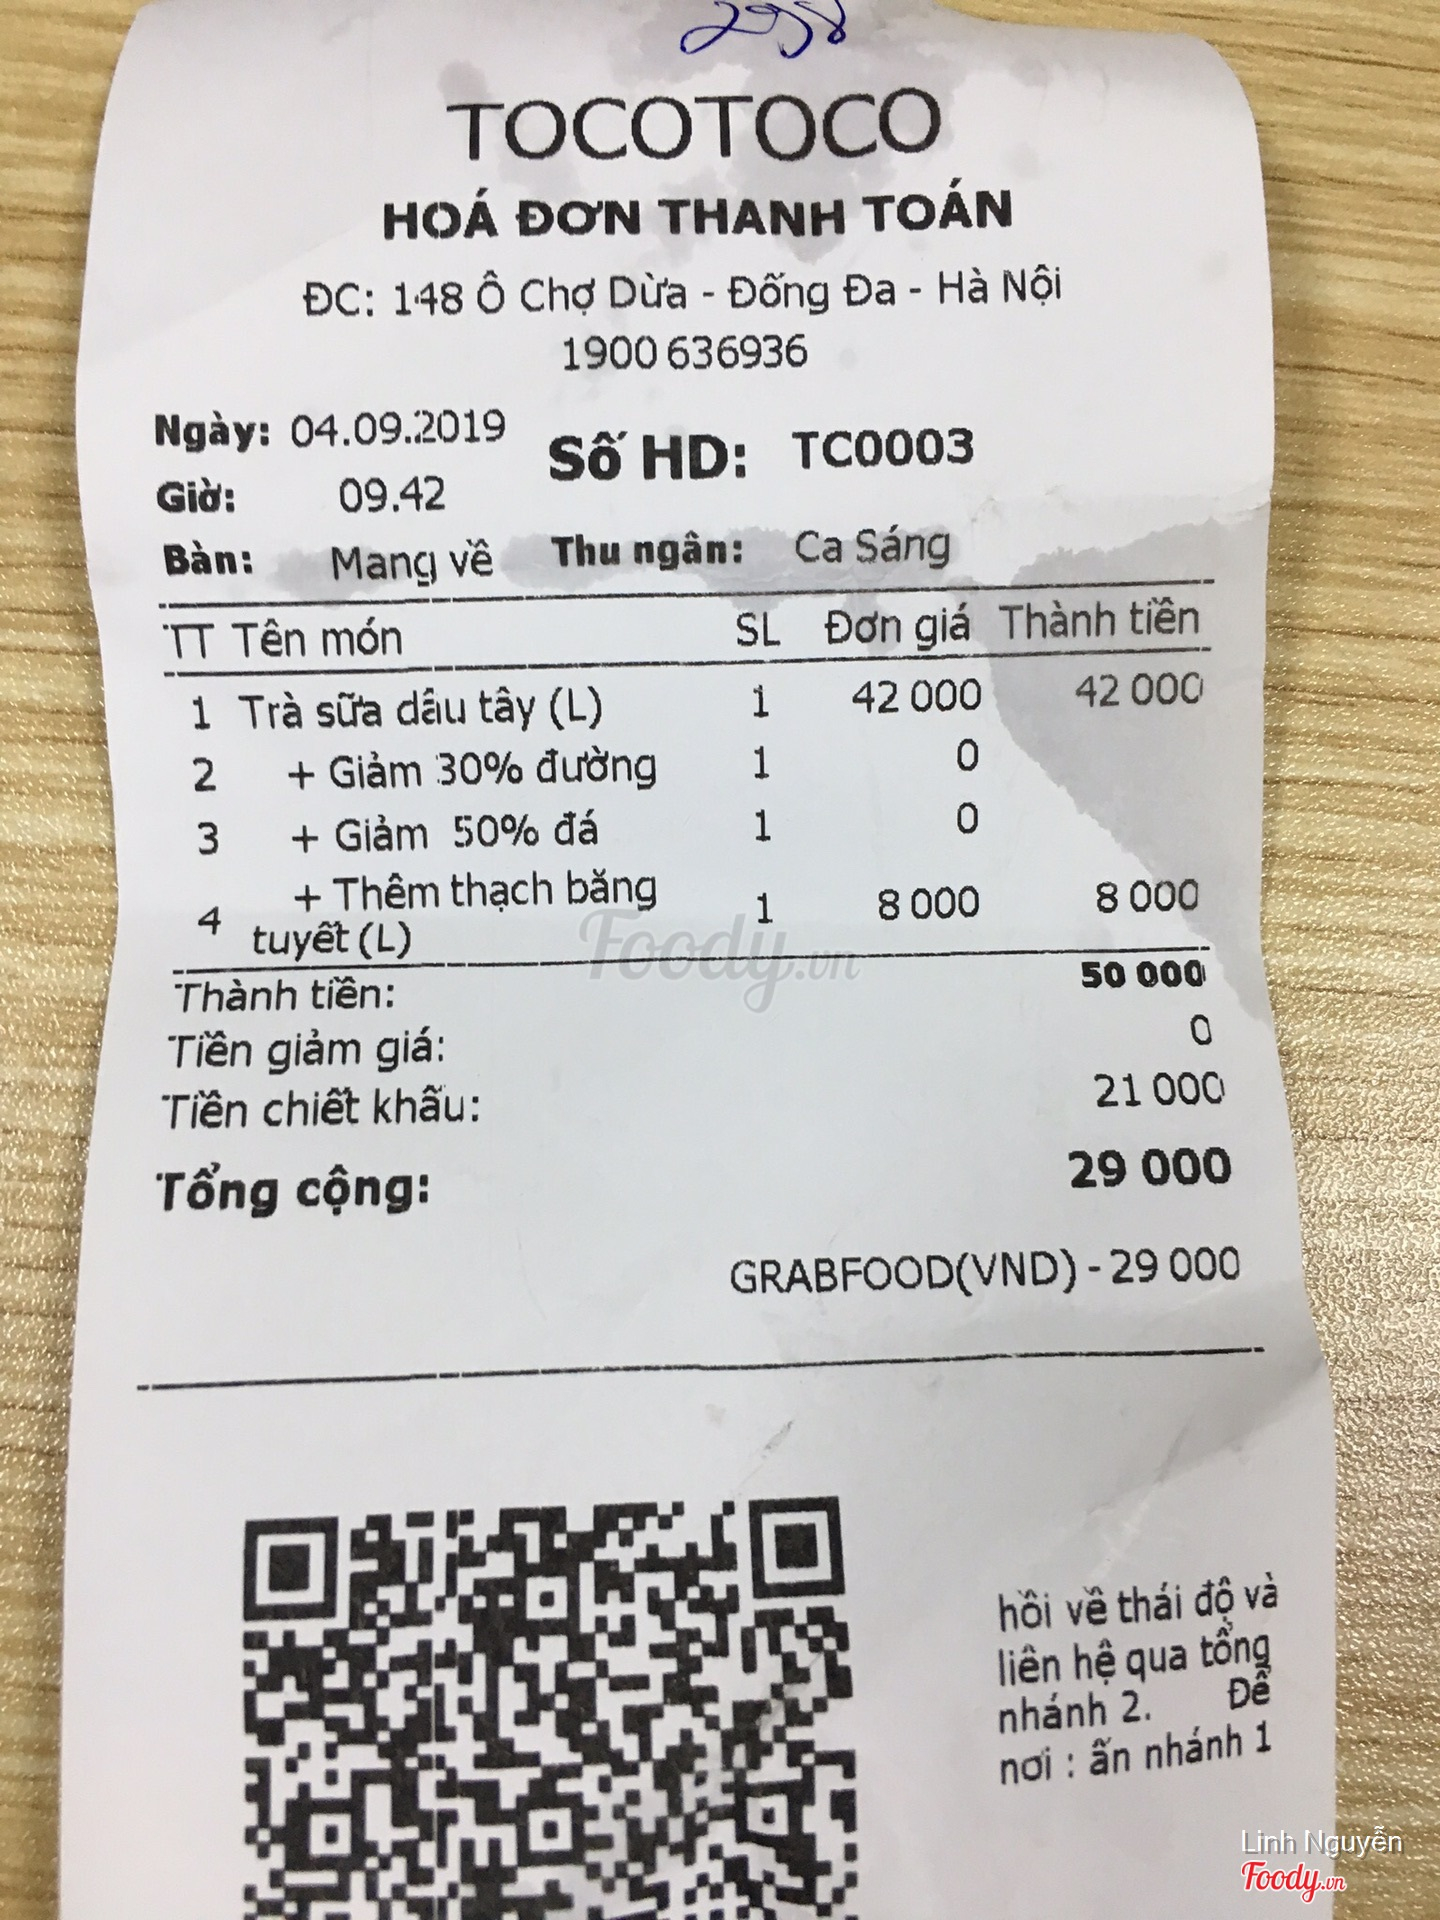 298
TOCOTOCO
HOÁ ĐƠN THANH TOÁN
ĐC: 148 Ô Chợ Dừa - Đống Đa - Hà Nội
1900 636936
Ngày: 04.09.2019 Số HD: TC0003
Giờ: 09.42
Bàn: Mang về Thu ngân: Ca Sáng
TT Tên món SL Đơn giá Thành tiền
1 Trà sữa dâu tây (L) 1 42 000 42 000
2 + Giảm 30% đường 1 0
3 + Giảm 50% đá 1 0
4 + Thêm thạch băng 1 8 000 8 000
tuyết (L)
Foody.vn
Thành tiền: 50 000
Tiền giảm giá: 0
Tiền chiết khấu: 21 000
Tổng cộng: 29 000
GRABFOOD(VND) - 29 000
hồi về thái độ và
liên hệ qua tổng
nhánh 2. Để
nơi : ấn nhánh 1
Linh Nguyễn
Foody.vn